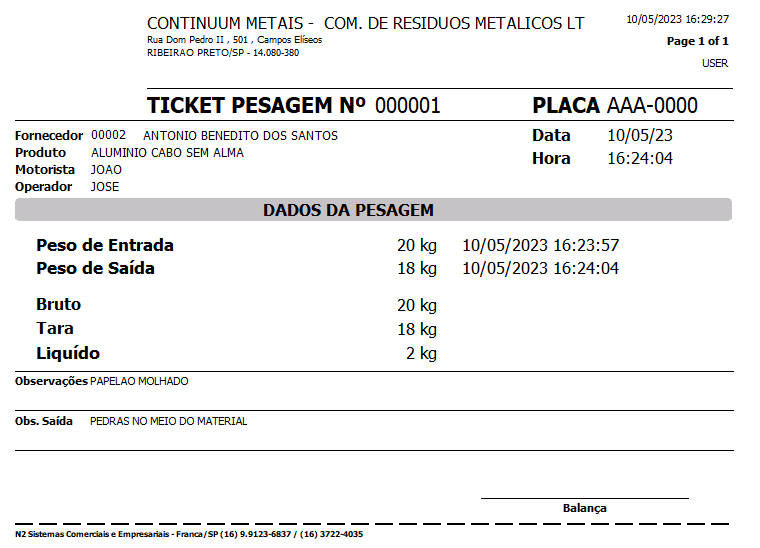 CONTINUUM METAIS - COM. DE RESIDUOS METALICOS LT
10/05/2023 16:29:27
Rua Dom Pedro II , 501 , Campos Elíseos
Page 1 of 1
RIBEIRAO PRETO/SP - 14.080-380
USER
TICKET PESAGEM Nº 000001 PLACA AAA-0000
Fornecedor 00002 ANTONIO BENEDITO DOS SANTOS Data 10/05/23
Produto ALUMINIO CABO SEM ALMA Hora 16:24:04
Motorista JOAO
Operador JOSE
DADOS DA PESAGEM
Peso de Entrada 20 kg 10/05/2023 16:23:57
Peso de Saída 18 kg 10/05/2023 16:24:04
Bruto 20 kg
Tara 18 kg
Liquído 2 kg
Observações PAPELAO MOLHADO
Obs. Saída PEDRAS NO MEIO DO MATERIAL
Balança
N2 Sistemas Comerciais e Empresariais - Franca/SP (16) 9.9123-6837 / (16) 3722-4035